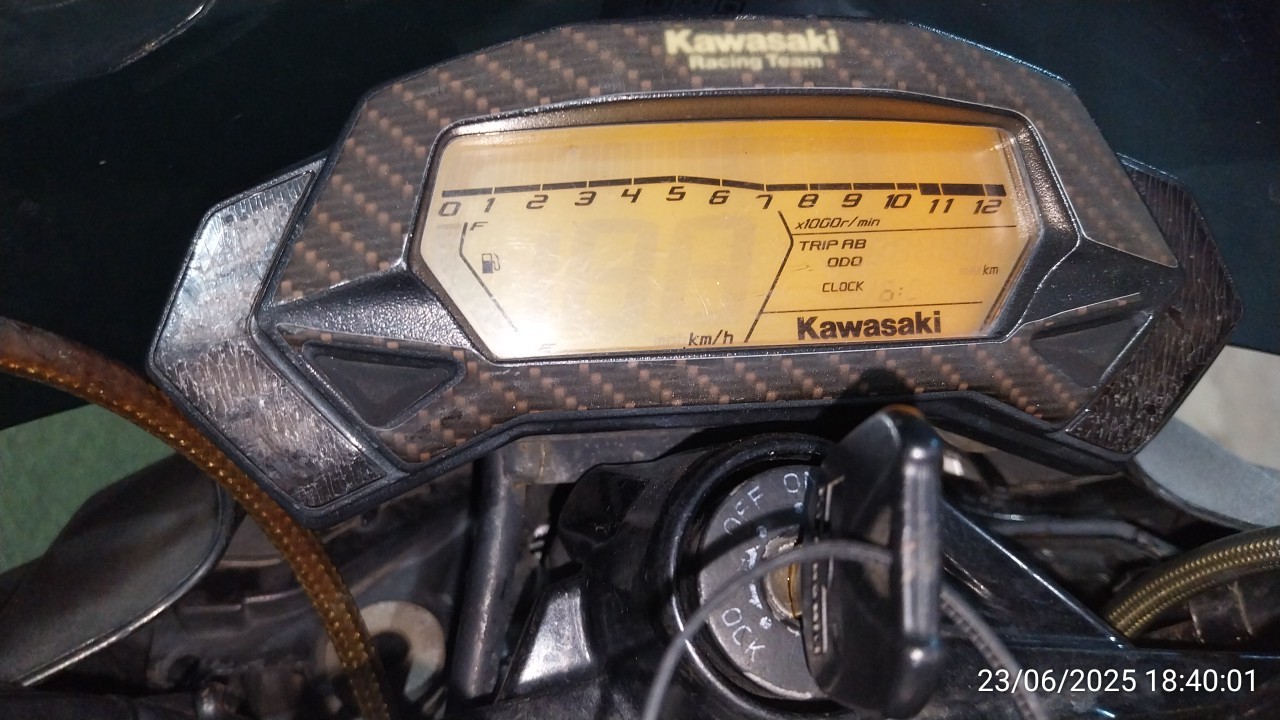 Kawasaki
Racing Team
0 1 2 3 4 5 6 7 8 9 10 11 12
x1000r/min
F
TRIP AB
ODO
km
CLOCK
km/h
Kawasaki
OFF ON
LOCK
23/06/2025 18:40:01